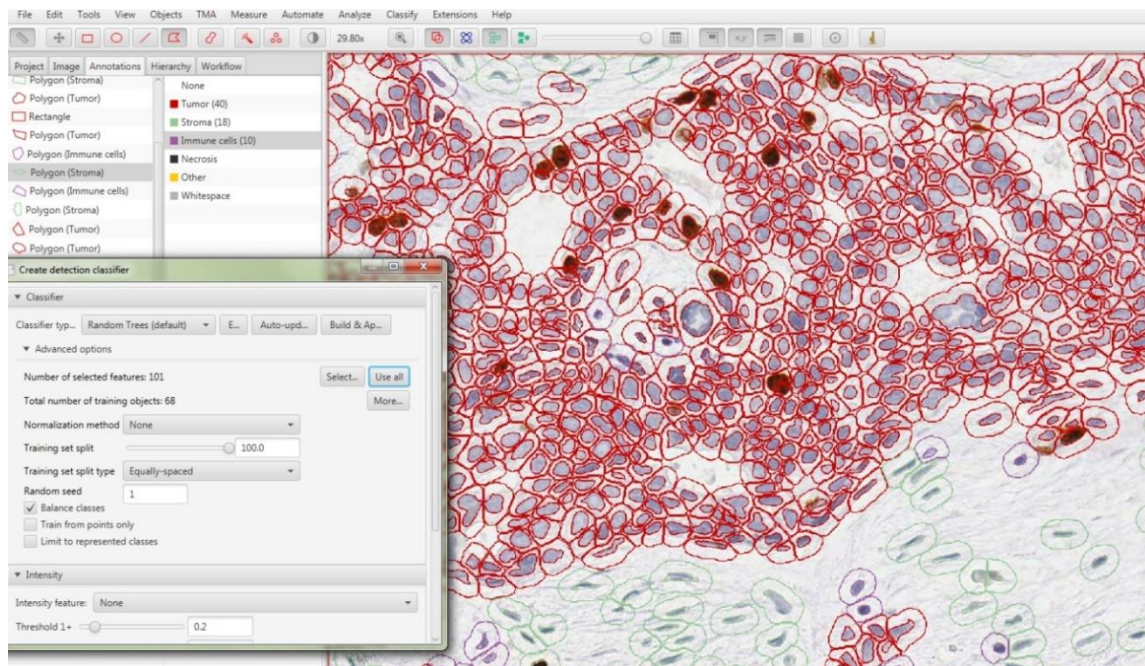 File Edit Tools View Objects TMA Measure Automate Analyze Classify Extensions Help
29.80x
Project Image Annotations Hierarchy Workflow
Polygon (Stroma)
Polygon (Tumor)
Rectangle
Polygon (Tumor)
Polygon (Immune cells)
Polygon (Stroma)
Polygon (Immune cells)
Polygon (Stroma)
Polygon (Tumor)
Polygon (Tumor)
None
Tumor (40)
Stroma (18)
Immune cells (10)
Necrosis
Other
Whitespace
Create detection classifier
Classifier
Classifier typ... Random Trees (default) E... Auto-upd... Build & Ap...
Advanced options
Number of selected features: 101 Select... Use all
Total number of training objects: 68 More...
Normalization method None
Training set split 100.0
Training set split type Equally-spaced
Random seed 1
Balance classes
Train from points only
Limit to represented classes
Intensity
Intensity feature: None
Threshold 1+ 0.2